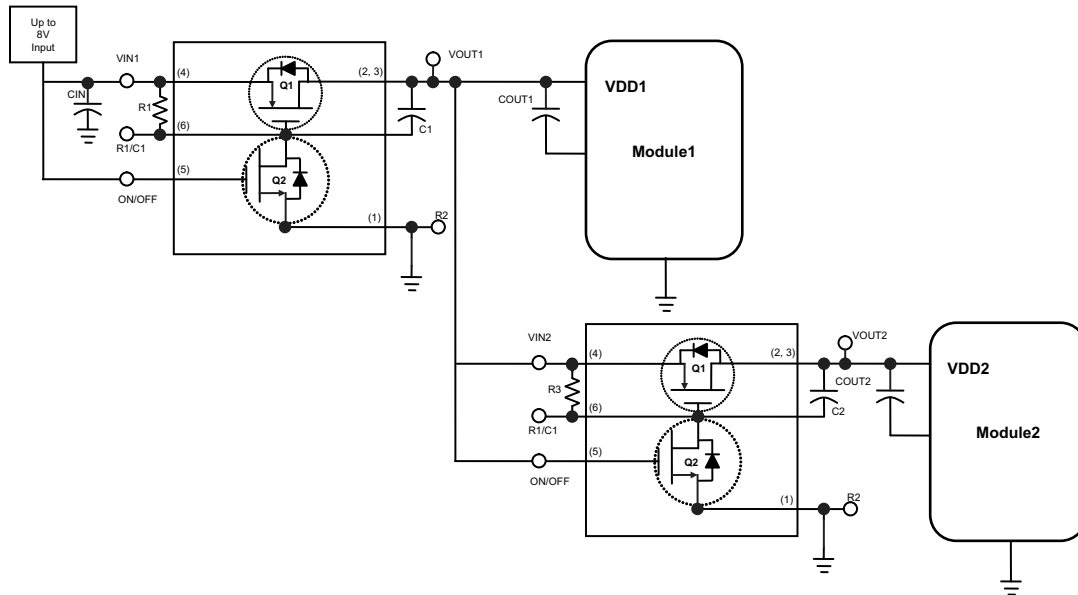 Up to
8V
Input
VIN1
(4)
(2, 3)
VOUT1
Q1
CIN
R1
C1
COUT1
VDD1
Module1
(6)
R1/C1
(5)
Q2
ON/OFF
(1)
R2
VIN2
(4)
(2, 3)
VOUT2
Q1
R3
C2
COUT2
VDD2
Module2
(6)
R1/C1
(5)
Q2
ON/OFF
(1)
R2